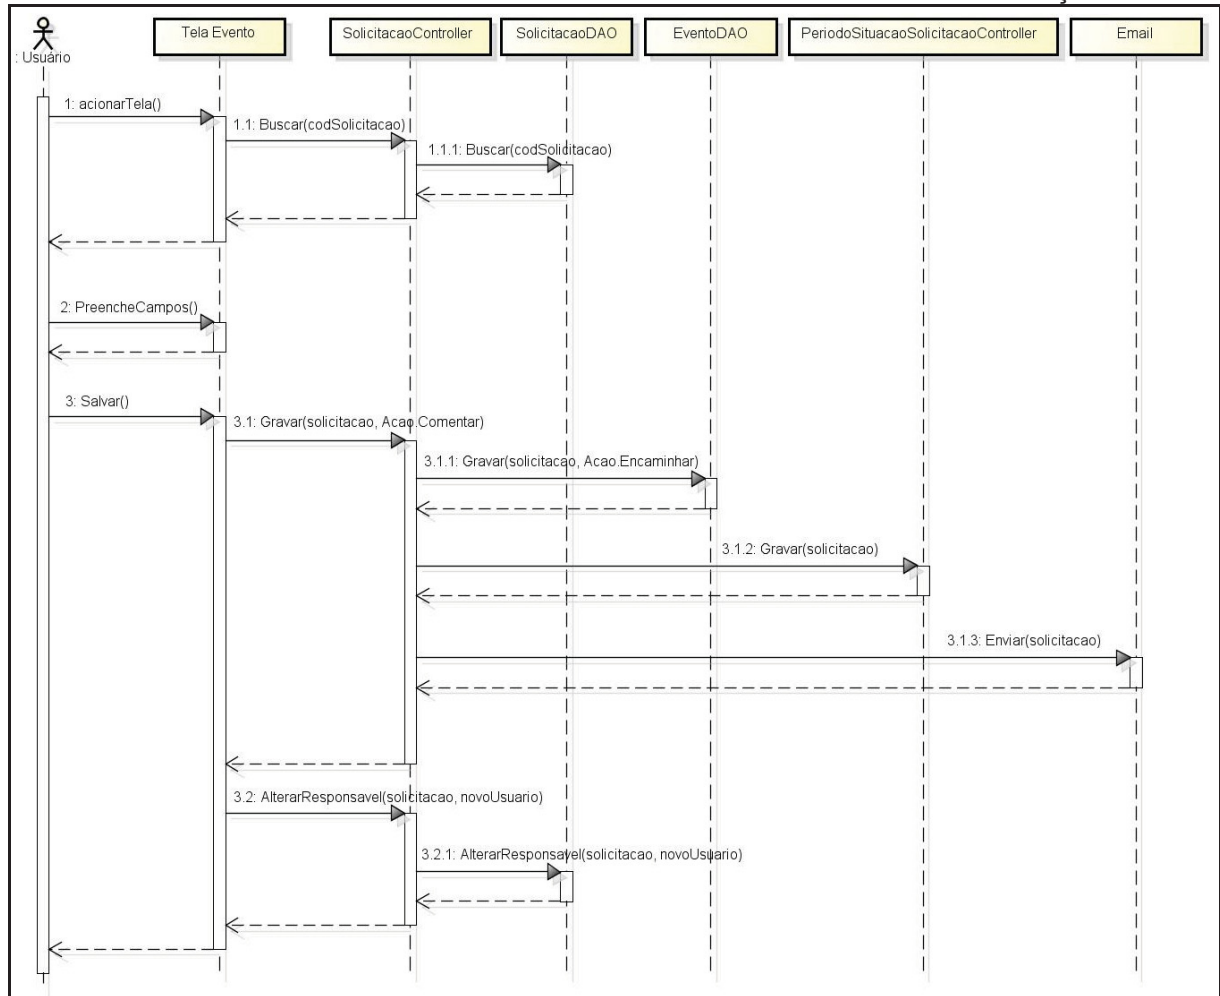 Tela Evento
SolicitacaoController
SolicitacaoDAO
EventoDAO
PeriodoSituacaoSolicitacaoController
Email
: Usuário
1: acionarTela()
1.1: Buscar(codSolicitacao)
1.1.1: Buscar(codSolicitacao)
2: PreencheCampos()
3: Salvar()
3.1: Gravar(solicitacao, Acao.Comentar)
3.1.1: Gravar(solicitacao, Acao.Encaminhar)
3.1.2: Gravar(solicitacao)
3.1.3: Enviar(solicitacao)
3.2: AlterarResponsavel(solicitacao, novoUsuario)
3.2.1: AlterarResponsavel(solicitacao, novoUsuario)